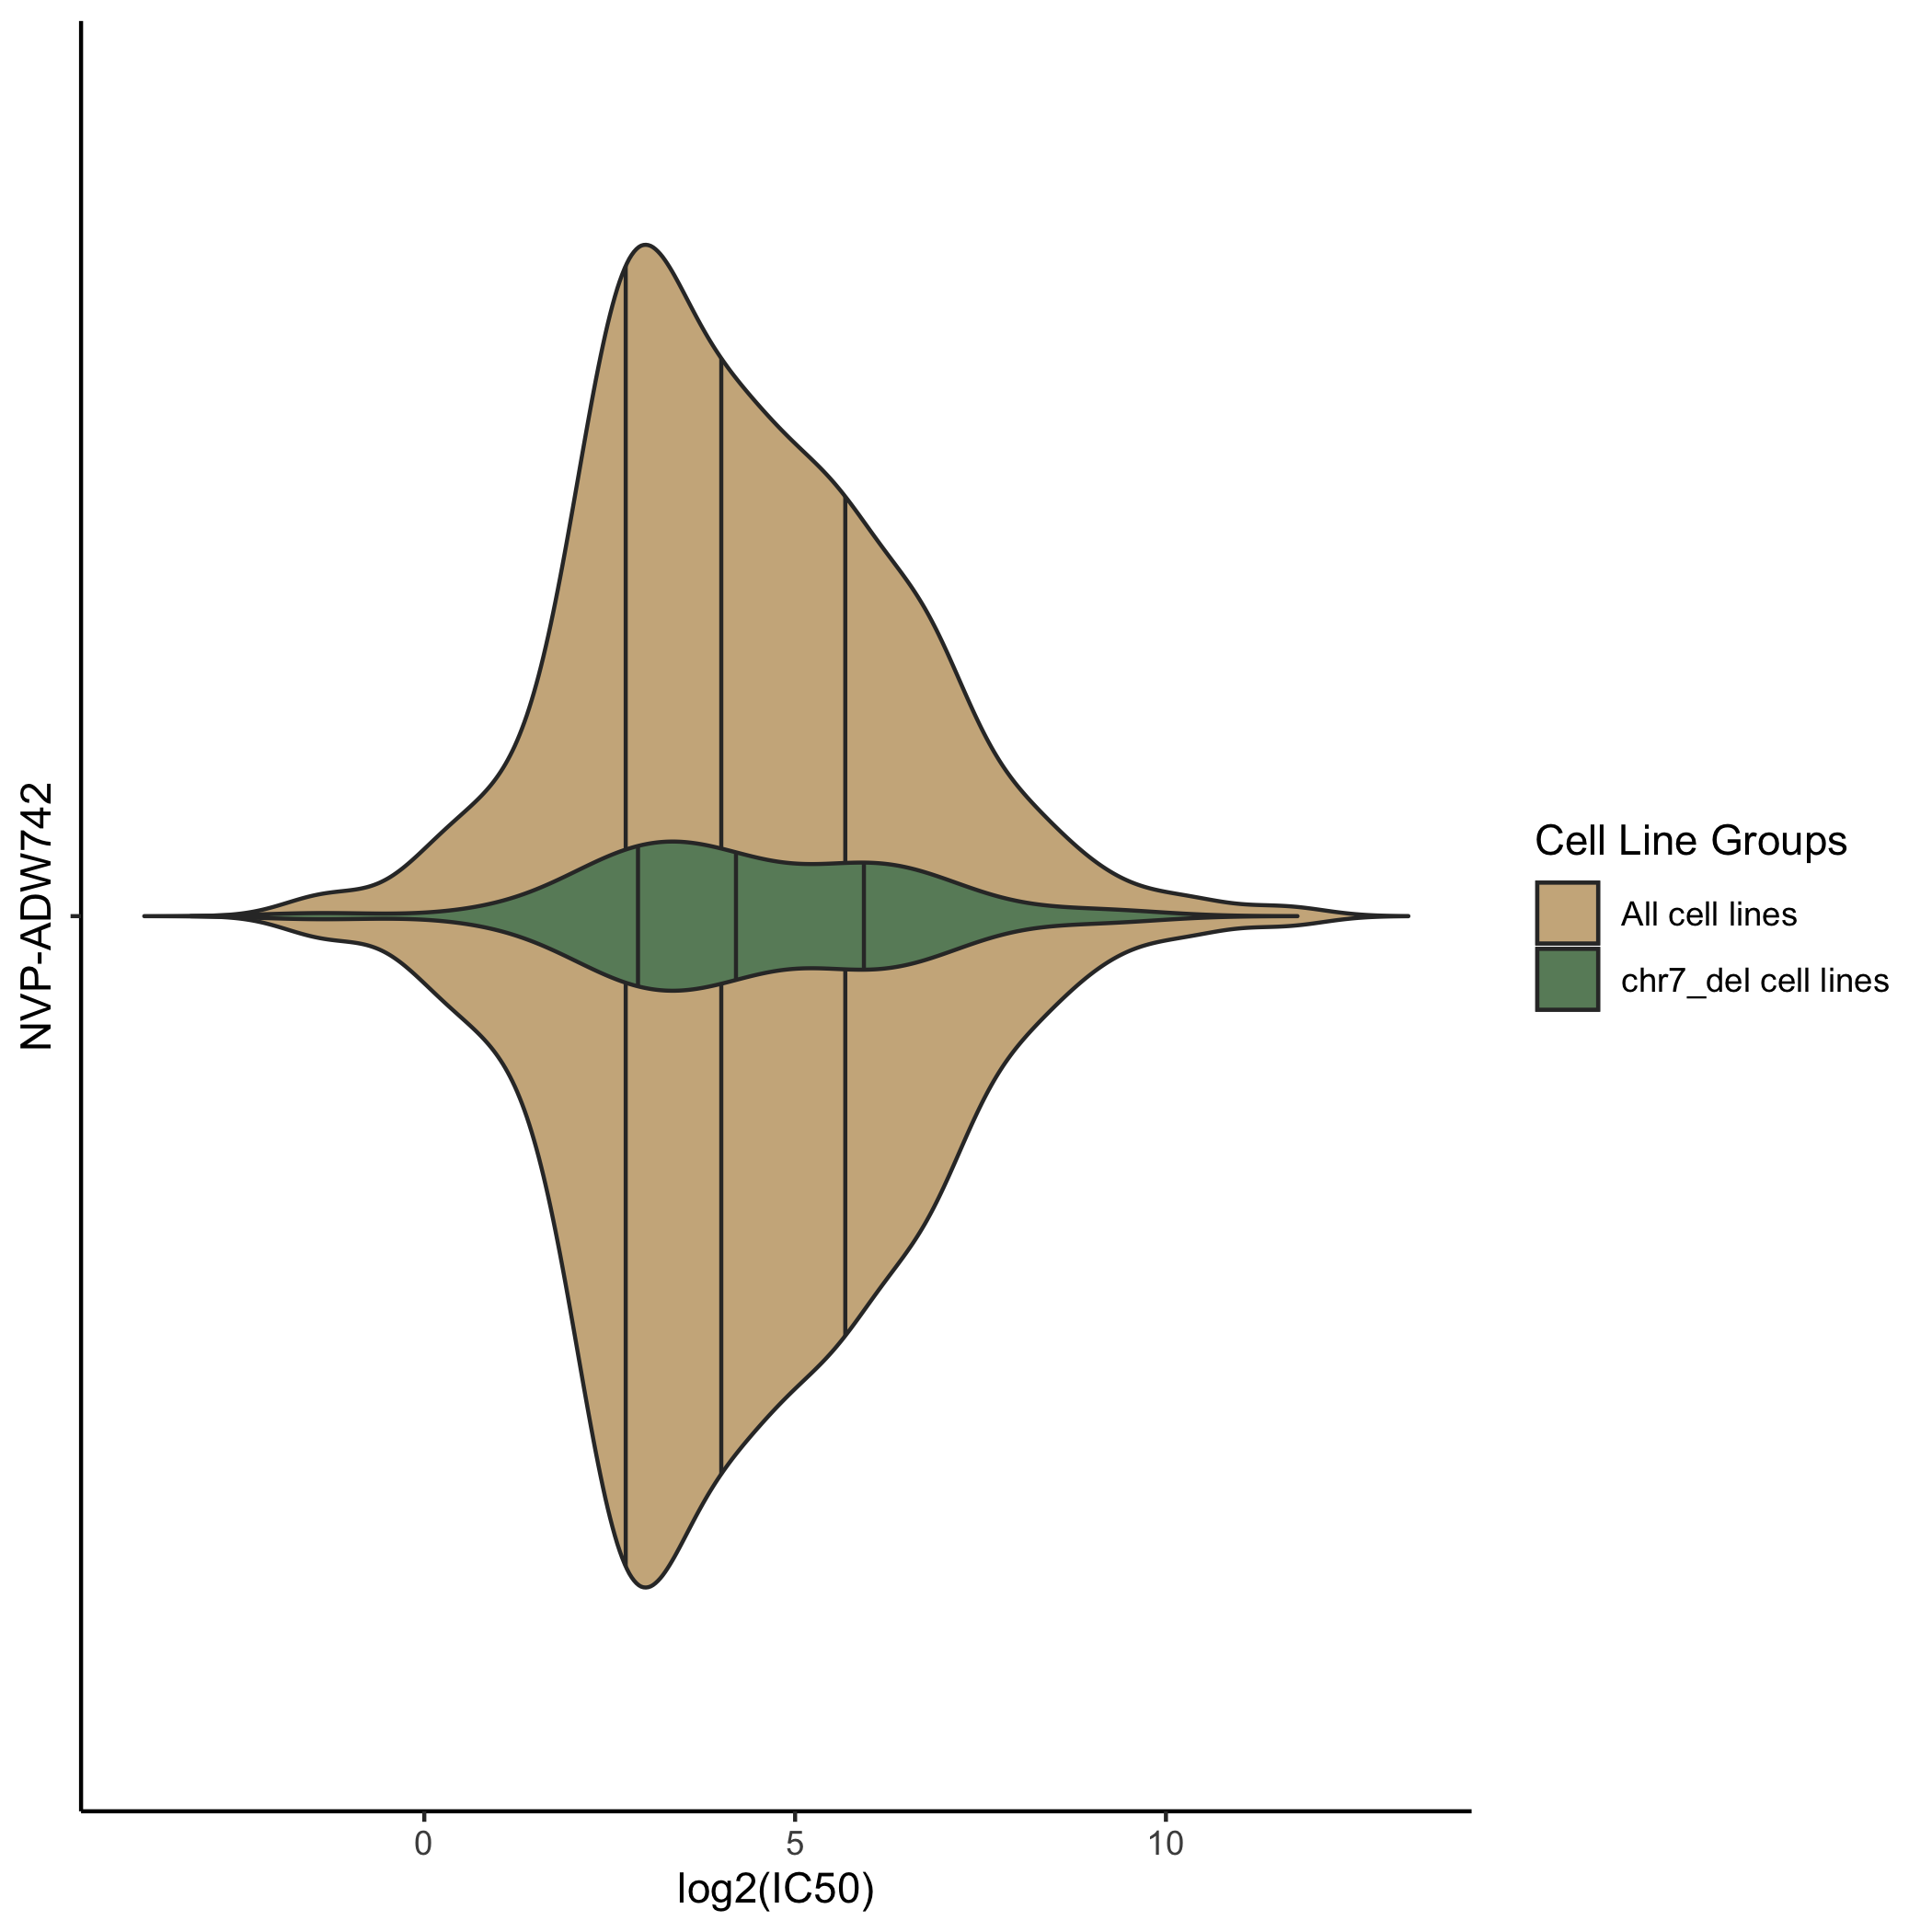 NVP-ADW742
Cell Line Groups
All cell lines
chr7_del cell lines
0 5 10
log2(IC50)